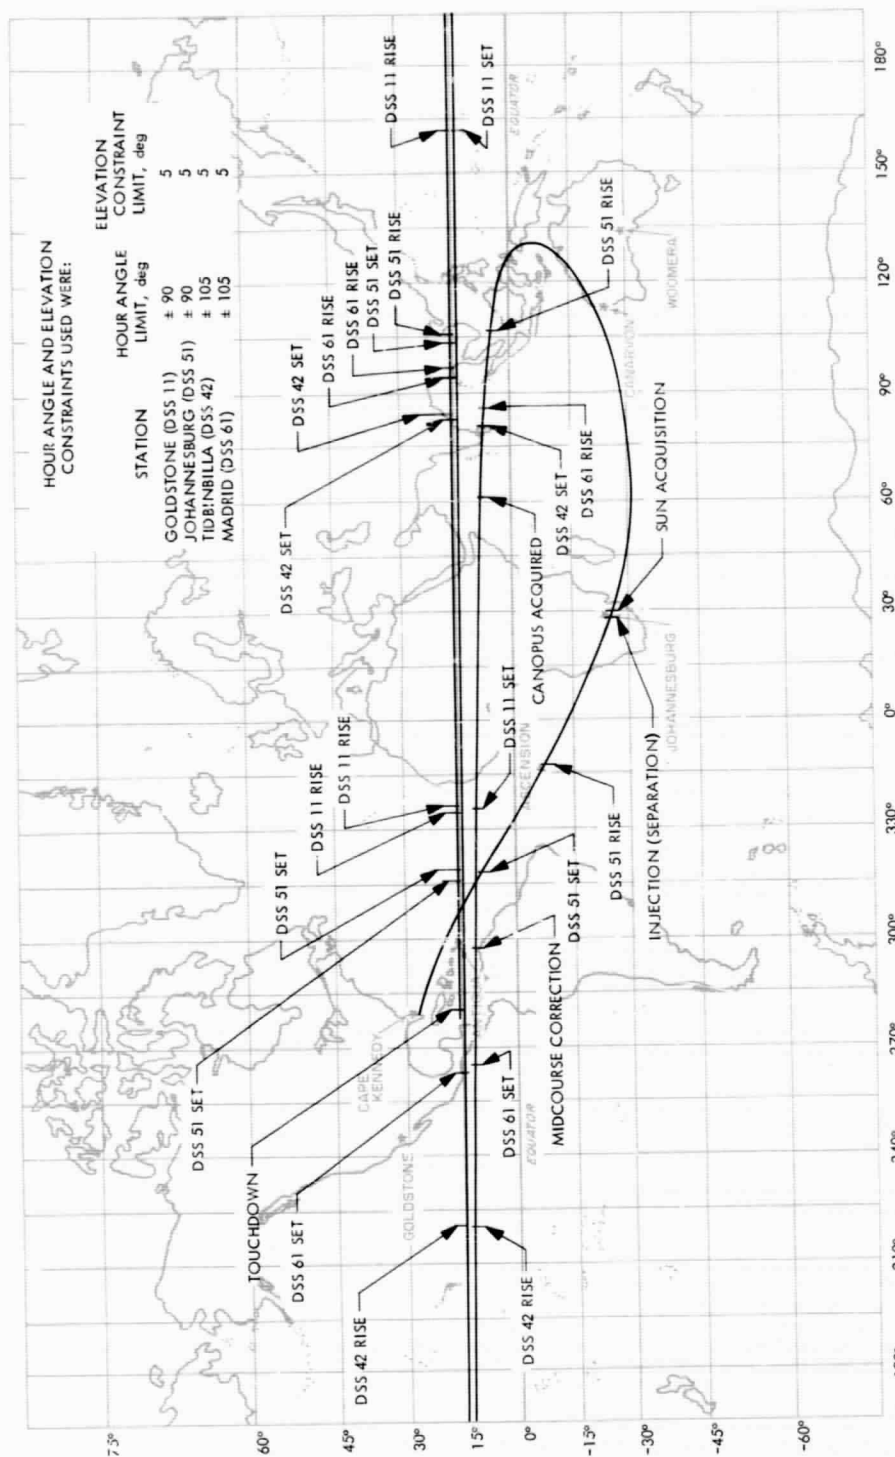 HOUR ANGLE AND ELEVATION
CONSTRAINTS USED WERE:
STATION HOUR ANGLE LIMIT, deg ELEVATION CONSTRAINT LIMIT, deg
GOLDSTONE (DSS 11) ± 90 5
JOHANNESBURG (DSS 51) ± 90 5
TIDBINBILLA (DSS 42) ± 105 5
MADRID (DSS 61) ± 105 5
DSS 42 SET
DSS 61 RISE
DSS 61 RISE
DSS 51 SET
DSS 51 RISE
DSS 11 RISE
DSS 42 SET
DSS 11 RISE
DSS 11 RISE
DSS 51 SET
DSS 51 SET
TOUCHDOWN
DSS 61 SET
DSS 42 RISE
CAPE
KENNEDY
GOLDSTONE
EQUATOR
DSS 11 SET
EQUATOR
DSS 42 RISE
DSS 61 SET
MIDCOURSE CORRECTION
DSS 51 SET
DSS 51 RISE
DSS 11 SET
ASCENSION
CANOPUS ACQUIRED
DSS 42 SET
DSS 61 RISE
DSS 51 RISE
CARNARVON
WOOMERA
JOHANNESBURG
INJECTION (SEPARATION)
SUN ACQUISITION
75°
60°
45°
30°
15°
0°
-15°
-30°
-45°
-60°
240°
270°
300°
330°
0°
30°
60°
90°
120°
150°
180°